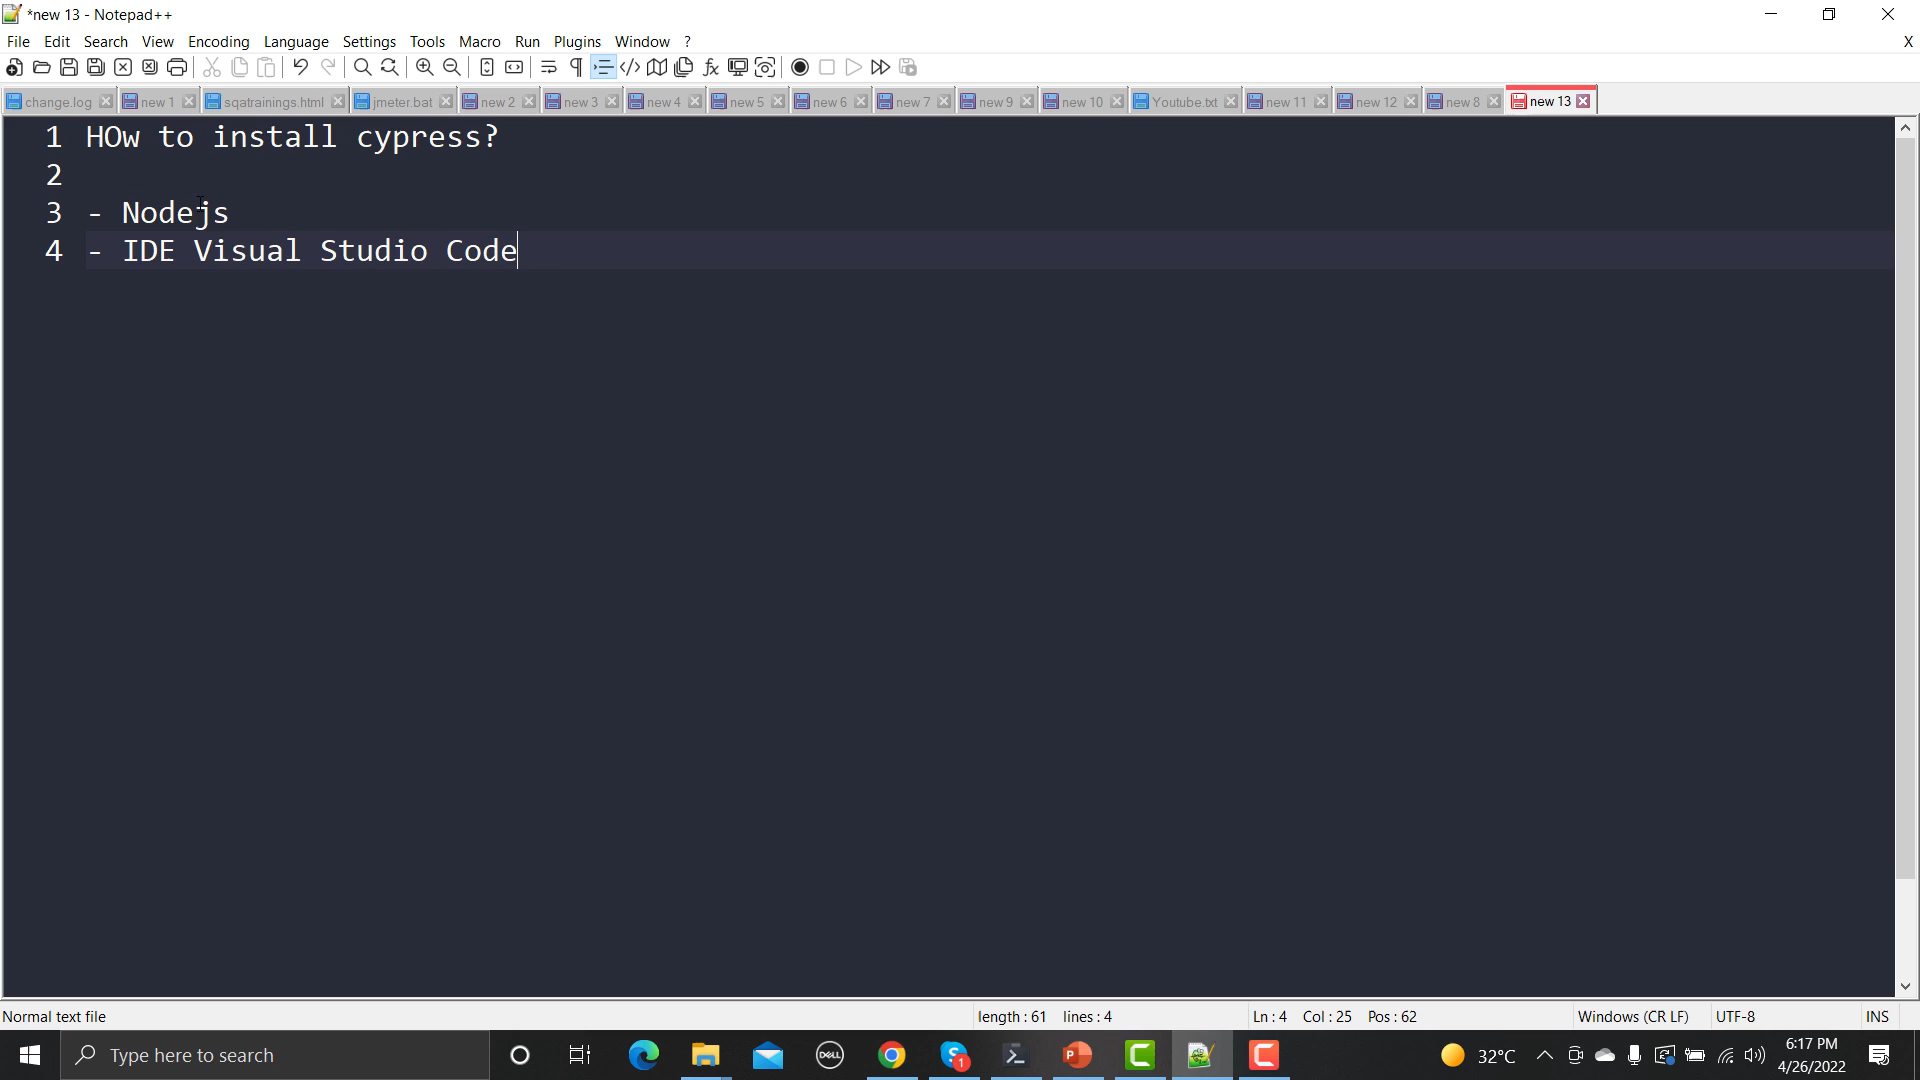 *new 13 - Notepad++
File Edit Search View Encoding Language Settings Tools Macro Run Plugins Window ? X
change.log new 1 sqatrainings.html jmeter.bat new 2 new 3 new 4 new 5 new 6 new 7 new 9 new 10 Youtube.txt new 11 new 12 new 8 new 13
1 HOw to install cypress?
2
3 - Nodejs
4 - IDE Visual Studio Code
Normal text file length : 61 lines : 4 Ln : 4 Col : 25 Pos : 62 Windows (CR LF) UTF-8 INS
Type here to search DELL 1 32°C 6:17 PM
4/26/2022